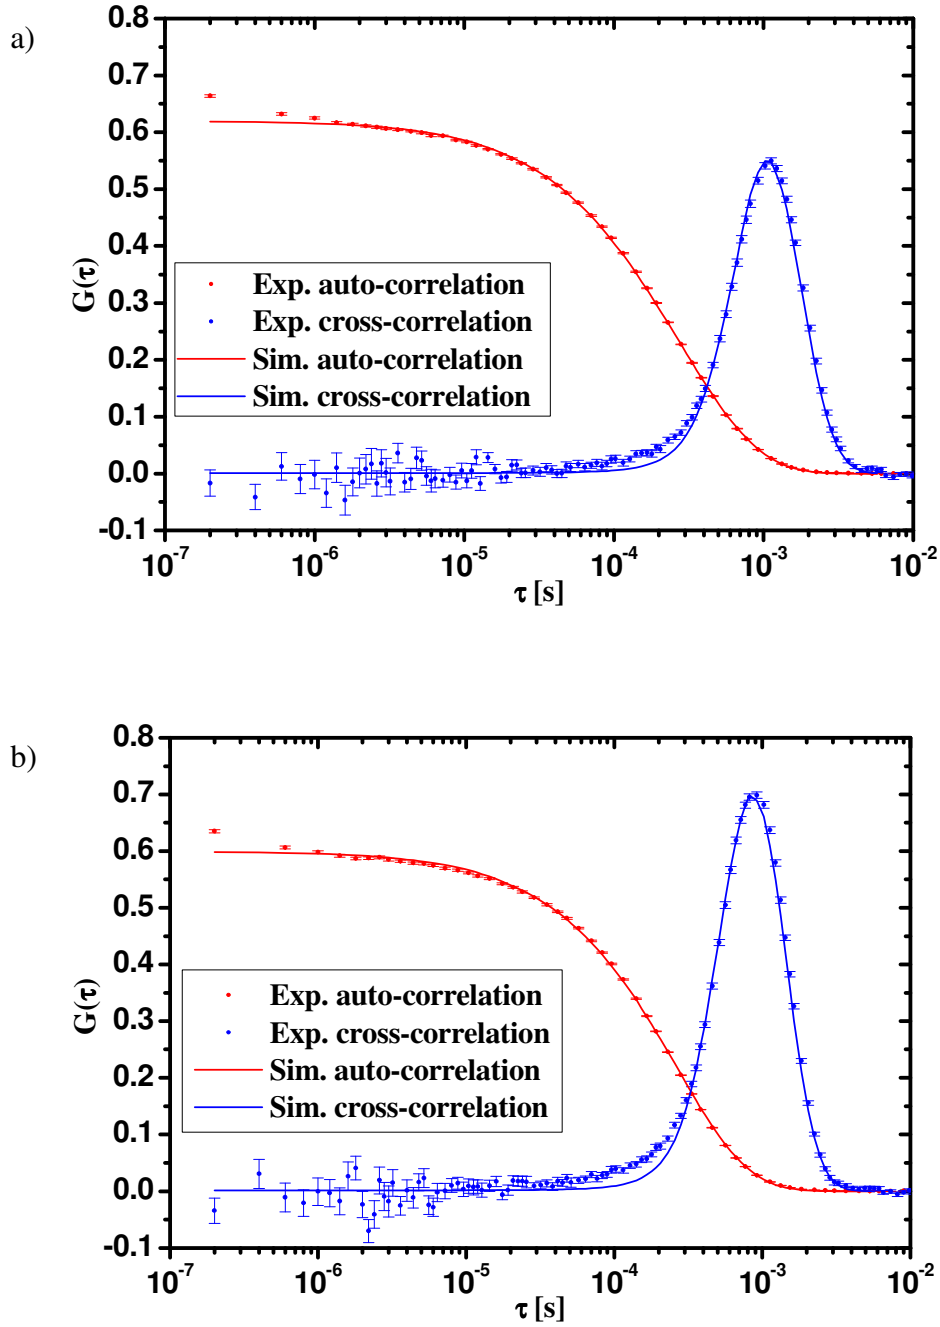 a)
0.8
0.7
0.6
0.5
0.4
0.3
0.2
0.1
0.0
-0.1
G(τ)
Exp. auto-correlation
Exp. cross-correlation
Sim. auto-correlation
Sim. cross-correlation
10-7 10-6 10-5 10-4 10-3 10-2
τ [s]
b)
0.8
0.7
0.6
0.5
0.4
0.3
0.2
0.1
0.0
-0.1
G(τ)
Exp. auto-correlation
Exp. cross-correlation
Sim. auto-correlation
Sim. cross-correlation
10-7 10-6 10-5 10-4 10-3 10-2
τ [s]